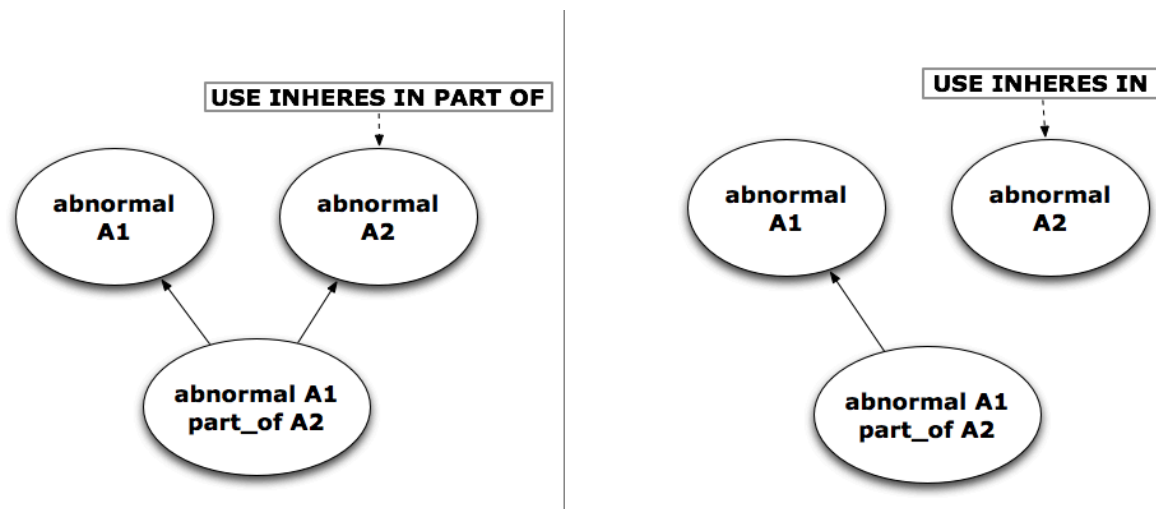 USE INHERES IN PART OF
abnormal
A1
abnormal
A2
abnormal A1
part_of A2
USE INHERES IN
abnormal
A1
abnormal
A2
abnormal A1
part_of A2